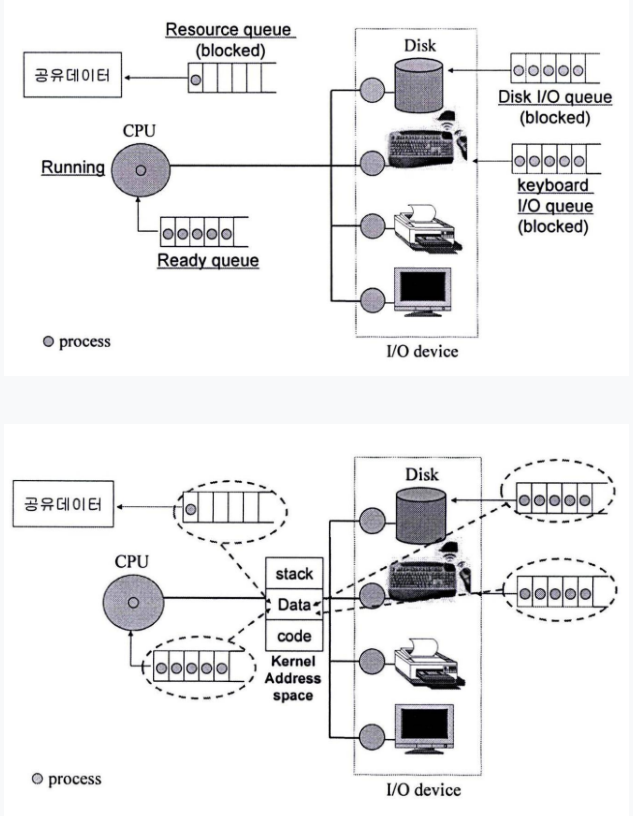 Resource queue
(blocked)
공유데이터
Disk
Disk I/O queue
(blocked)
CPU
Running
keyboard
I/O queue
(blocked)
Ready queue
process
I/O device
Disk
공유데이터
CPU
stack
Data
code
Kernel
Address
space
process
I/O device